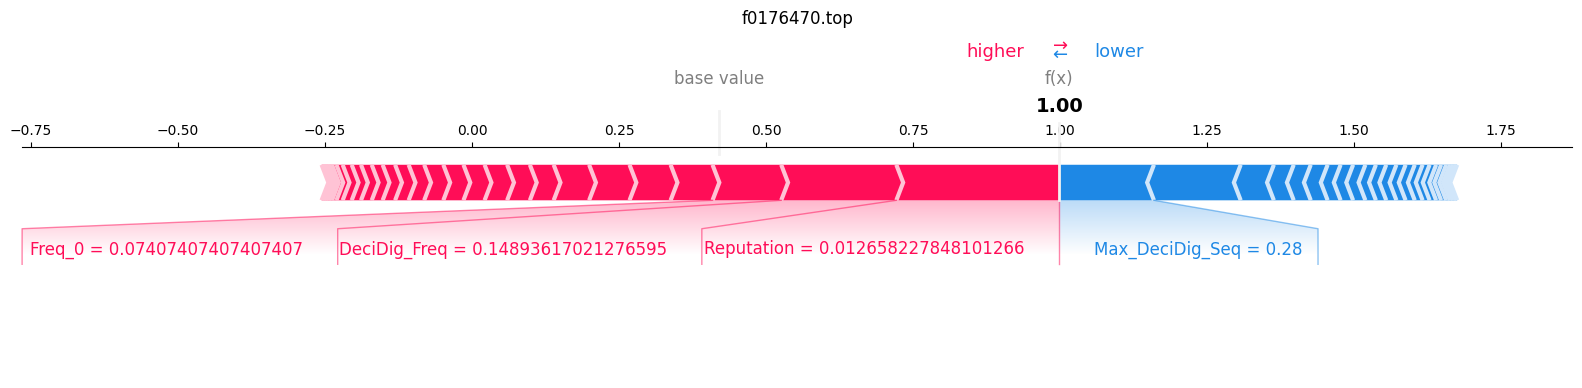 f0176470.top
higher ⇄ lower
base value f(x)
1.00
−0.75 −0.50 −0.25 0.00 0.25 0.50 0.75 1.00 1.25 1.50 1.75
Freq_0 = 0.07407407407407407 DeciDig_Freq = 0.14893617021276595 Reputation = 0.012658227848101266 Max_DeciDig_Seq = 0.28